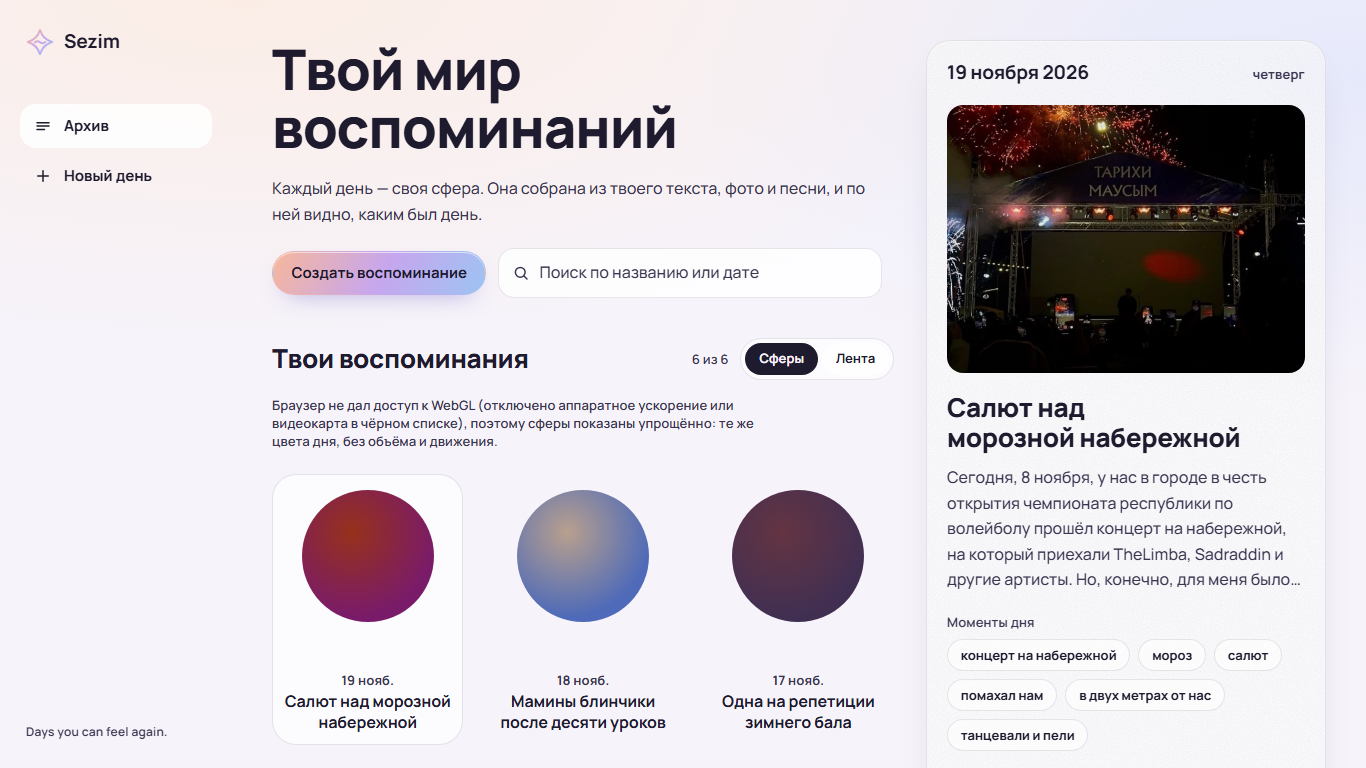 Sezim
Архив
Новый день
Days you can feel again.
Твой мир
воспоминаний
Каждый день — своя сфера. Она собрана из твоего текста, фото и песни, и по
ней видно, каким был день.
Создать воспоминание
Поиск по названию или дате
Твои воспоминания
6 из 6
Сферы
Лента
Браузер не дал доступ к WebGL (отключено аппаратное ускорение или
видеокарта в чёрном списке), поэтому сферы показаны упрощённо: те же
цвета дня, без объёма и движения.
19 нояб.
Салют над морозной
набережной
18 нояб.
Мамины блинчики
после десяти уроков
17 нояб.
Одна на репетиции
зимнего бала
19 ноября 2026
четверг
ТАРИХИ
МАУСЫМ
Салют над
морозной набережной
Сегодня, 8 ноября, у нас в городе в честь
открытия чемпионата республики по
волейболу прошёл концерт на набережной,
на который приехали TheLimba, Sadraddin и
другие артисты. Но, конечно, для меня было...
Моменты дня
концерт на набережной
мороз
салют
помахал нам
в двух метрах от нас
танцевали и пели